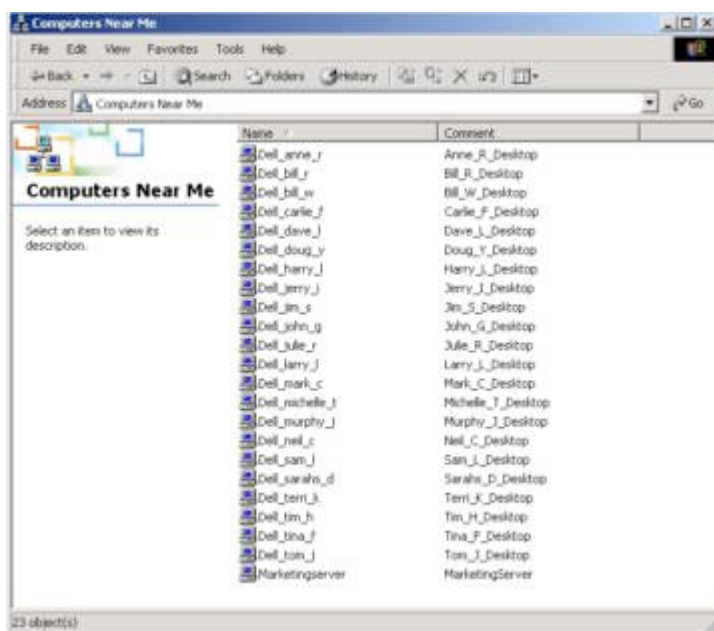 Computers Near Me
File Edit View Favorites Tools Help
Back Search Folders History
Address Computers Near Me Go
Name Comment
Computers Near Me
Select an item to view its
description.
Dell_anne_r Anne_R_Desktop
Dell_bill_r Bill_R_Desktop
Dell_bill_w Bill_W_Desktop
Dell_carlie_f Carlie_F_Desktop
Dell_dave_l Dave_L_Desktop
Dell_doug_y Doug_Y_Desktop
Dell_harry_l Harry_L_Desktop
Dell_jerry_i Jerry_I_Desktop
Dell_jim_s Jim_S_Desktop
Dell_john_g John_G_Desktop
Dell_julie_r Julie_R_Desktop
Dell_larry_l Larry_L_Desktop
Dell_mark_c Mark_C_Desktop
Dell_michelle_t Michelle_T_Desktop
Dell_murphy_j Murphy_J_Desktop
Dell_neil_c Neil_C_Desktop
Dell_sam_l Sam_L_Desktop
Dell_sarahs_d Sarahs_D_Desktop
Dell_terri_k Terri_K_Desktop
Dell_tim_h Tim_H_Desktop
Dell_tina_f Tina_F_Desktop
Dell_tom_j Tom_J_Desktop
Marketingserver MarketingServer
23 object(s)